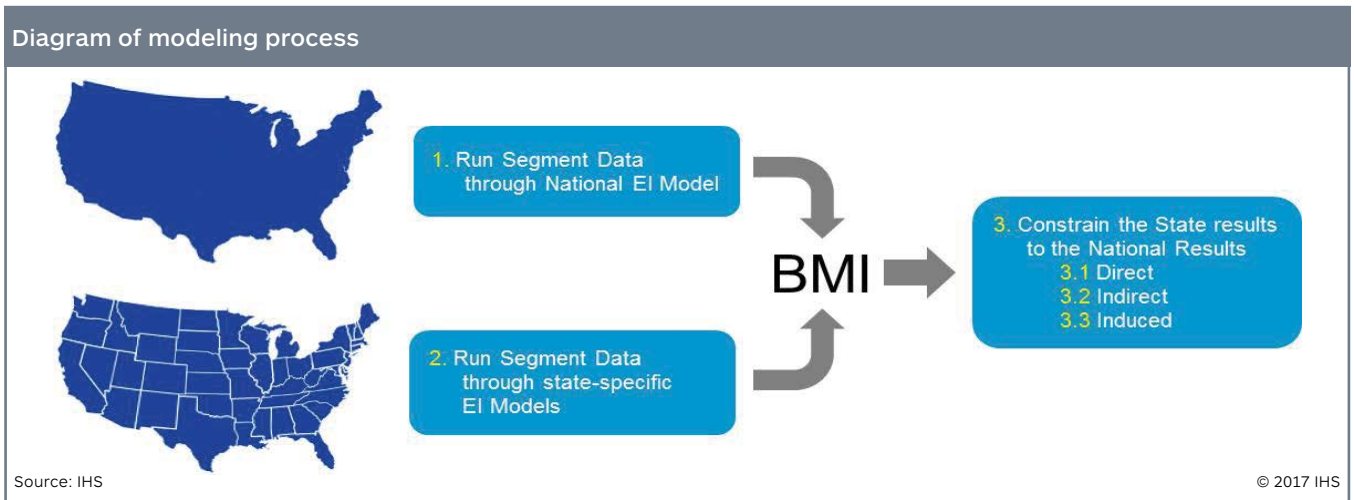 Diagram of modeling process
1. Run Segment Data
through National EI Model
BMI
3. Constrain the State results
to the National Results
3.1 Direct
3.2 Indirect
3.3 Induced
2. Run Segment Data
through state-specific
EI Models
Source: IHS
© 2017 IHS